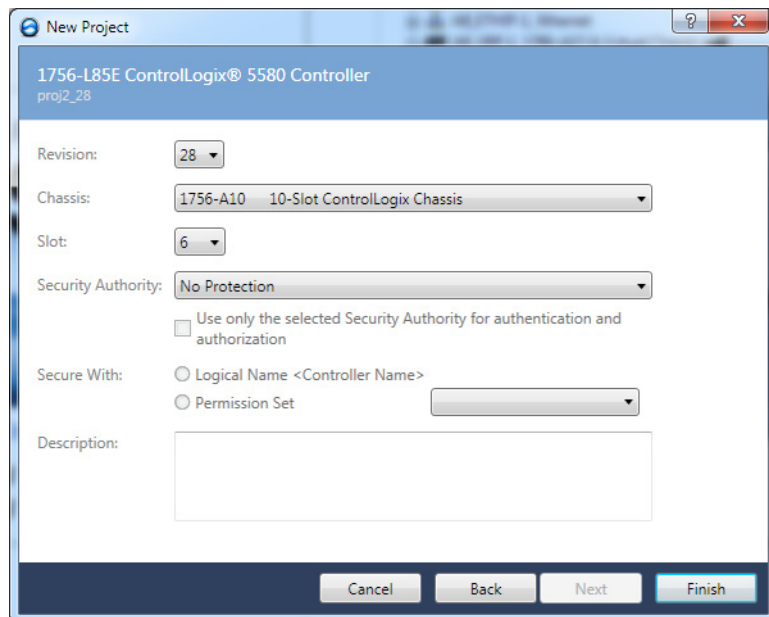 New Project
?
1756-L85E ControlLogix® 5580 Controller
proj2_28
Revision: 28
Chassis: 1756-A10 10-Slot ControlLogix Chassis
Slot: 6
Security Authority: No Protection
Use only the selected Security Authority for authentication and
authorization
Secure With: Logical Name <Controller Name>
Permission Set
Description:
Cancel Back Next Finish